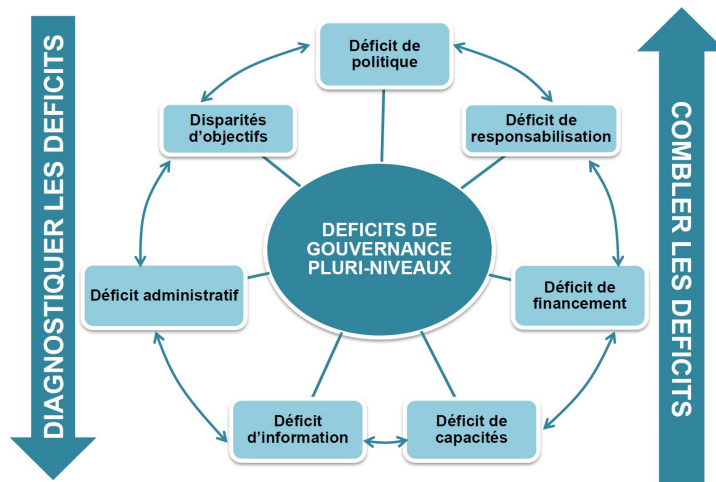 DIAGNOSTIQUER LES DEFICITS
Déficit de
politique
Disparités
d'objectifs
Déficit de
responsabilisation
DEFICITS DE
GOUVERNANCE
PLURI-NIVEAUX
Déficit administratif
Déficit de
financement
Déficit
d'information
Déficit de
capacités
COMBLER LES DEFICITS